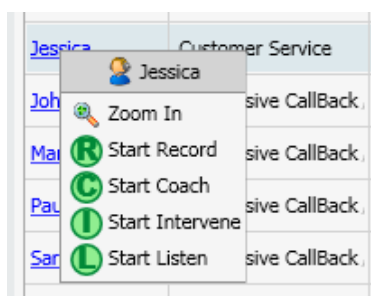 Jessica Customer Service
Jessica
Joh sive CallBack
Zoom In
Mar
R Start Record sive CallBack
C Start Coach
Pau sive CallBack
I Start Intervene
Sar L Start Listen sive CallBack